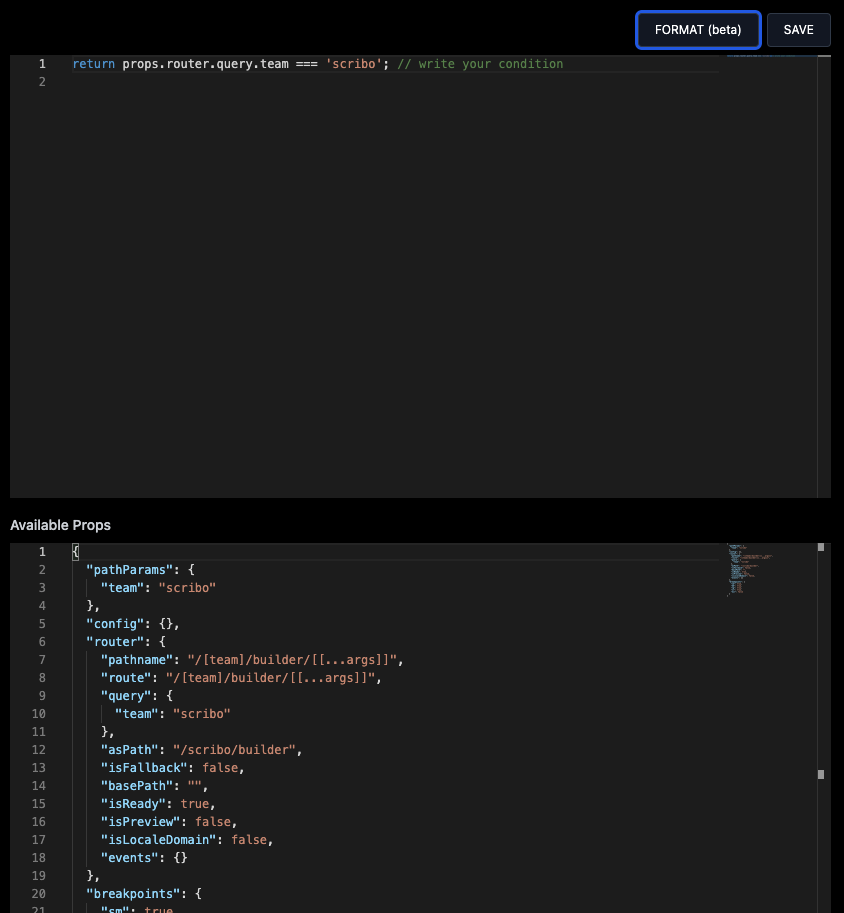 FORMAT (beta) SAVE
1 return props.router.query.team === 'scribo'; // write your condition
2
Available Props
1 {
2 "pathParams": {
3 "team": "scribo"
4 },
5 "config": {},
6 "router": {
7 "pathname": "/[team]/builder/[[...args]]",
8 "route": "/[team]/builder/[[...args]]",
9 "query": {
10 "team": "scribo"
11 },
12 "asPath": "/scribo/builder",
13 "isFallback": false,
14 "basePath": "",
15 "isReady": true,
16 "isPreview": false,
17 "isLocaleDomain": false,
18 "events": {}
19 },
20 "breakpoints": {
21 "sm": true